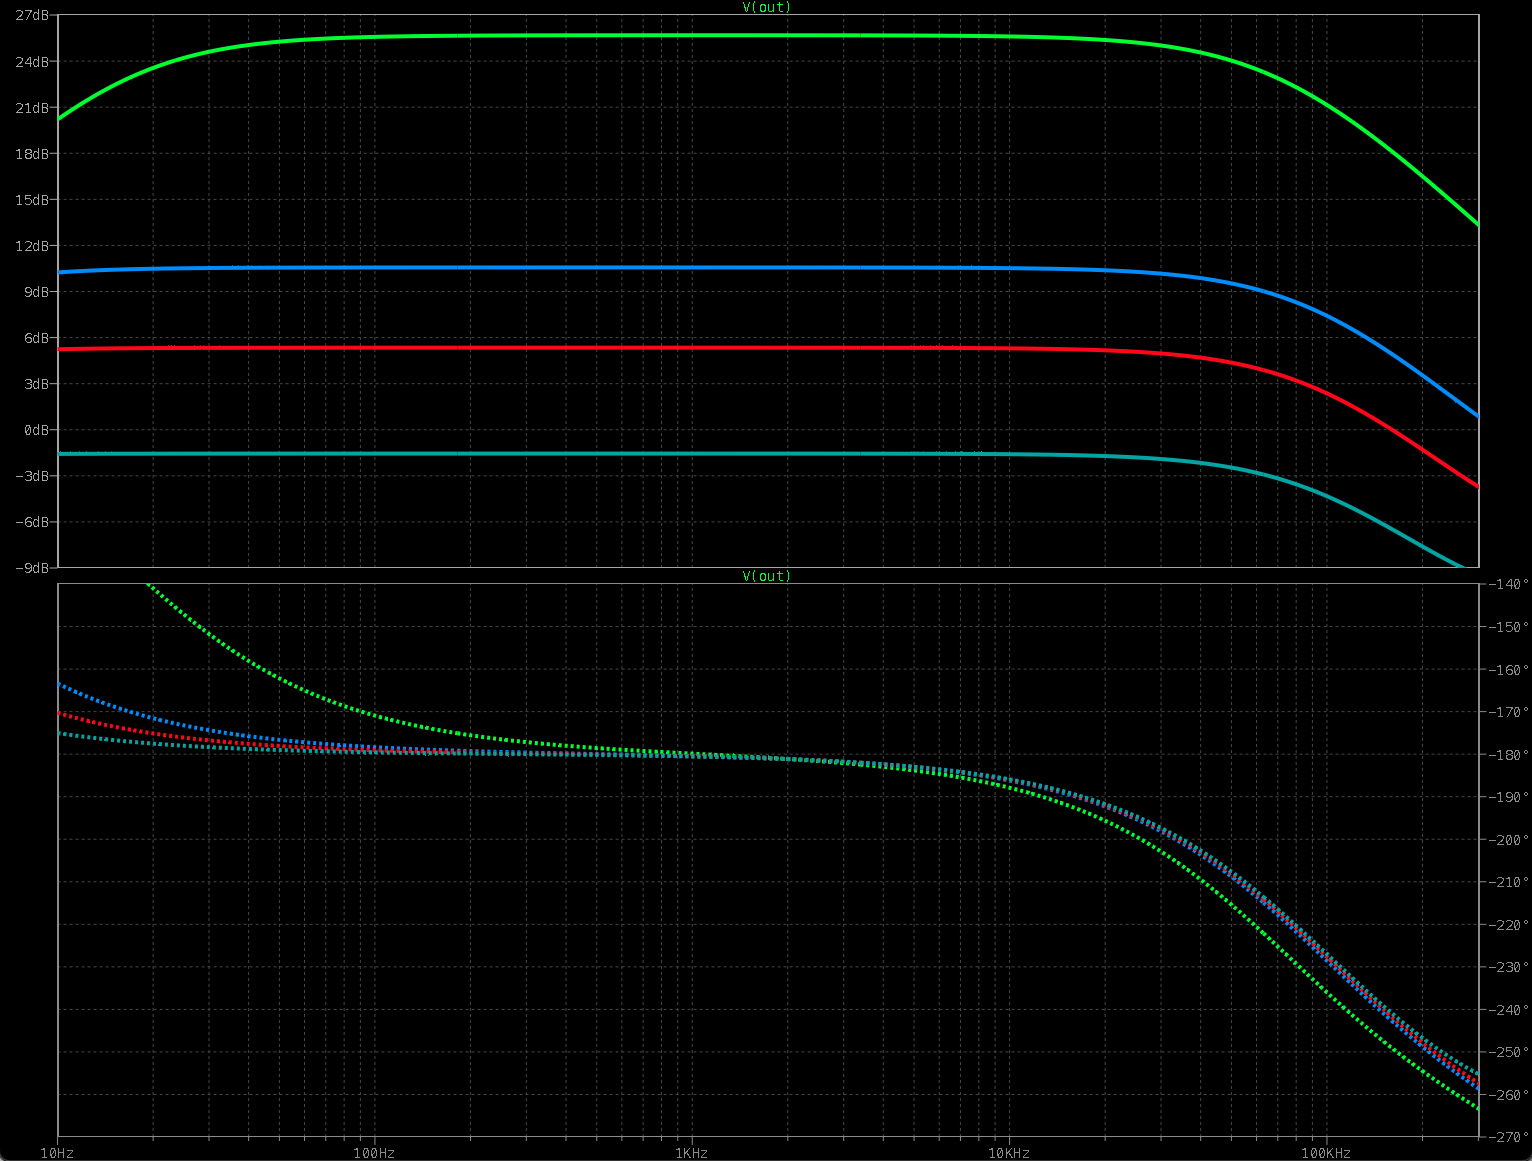 V(out)
27dB
24dB
21dB
18dB
15dB
12dB
9dB
6dB
3dB
0dB
-3dB
-6dB
-9dB
V(out)
-140°
-150°
-160°
-170°
-180°
-190°
-200°
-210°
-220°
-230°
-240°
-250°
-260°
-270°
10Hz 100Hz 1KHz 10KHz 100KHz